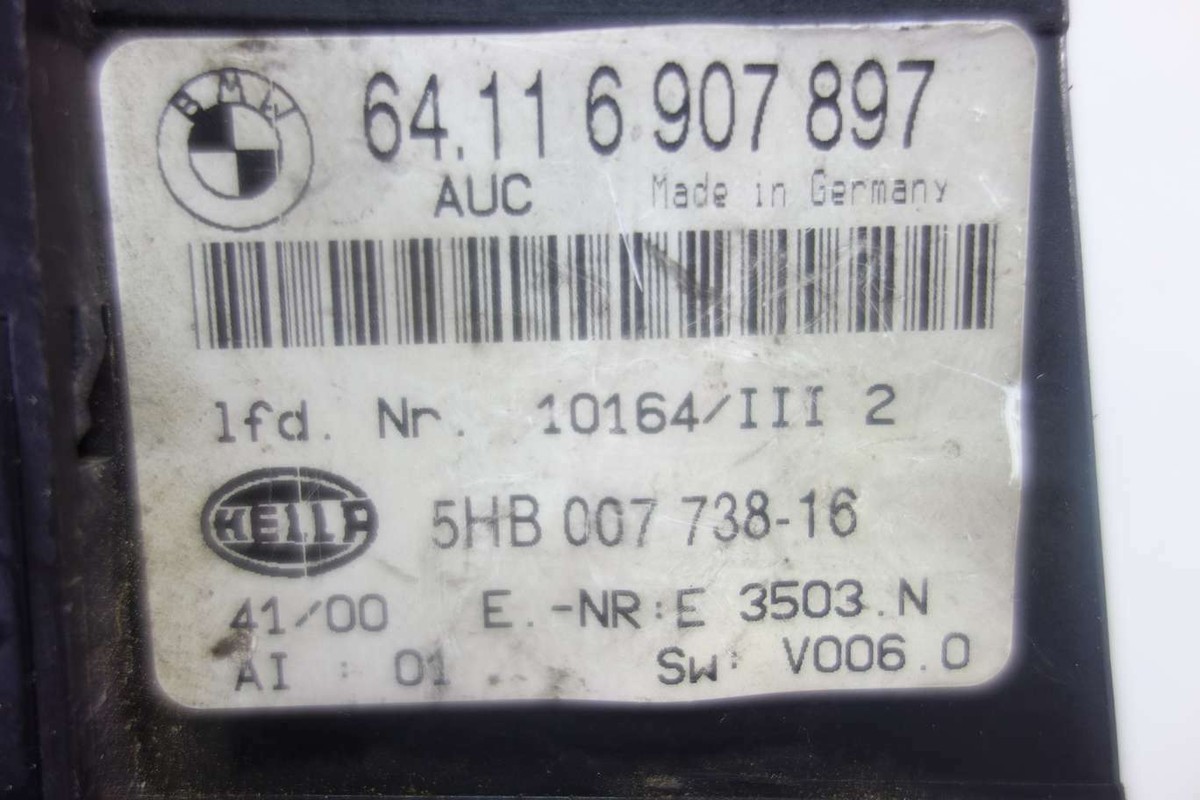 BMW
64.11 6 907 897
AUC Made in Germany
lfd. Nr. 10164/III 2
HELLA 5HB 007 738-16
41/00 E.-NR:E 3503.N
AI : 01 Sw: V006.0